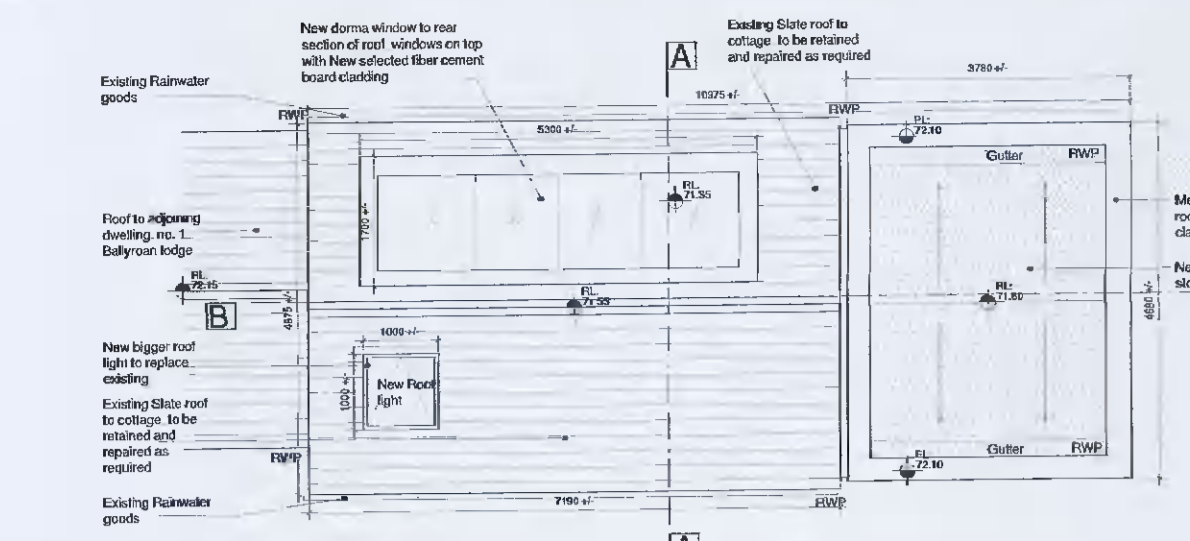 New dorma window to rear
section of roof windows on top
with New selected fiber cement
board cladding
Existing Slate roof to
cottage to be retained
and repaired as required
A
Existing Rainwater
goods
3780 +/-
10975 +/-
RWP
RWP
5300 +/-
PL:
72.10
Gutter
RWP
RL:
71.35
1700 +/-
Roof to adjoining
dwelling. no. 1
Ballyroan lodge
RL.
72.15
B
4875 +/-
RL:
71.53
RL:
71.60
4680 +/-
1000 +/-
New bigger roof
light to replace
existing
1000 +/-
New Roof
light
Existing Slate roof
to cottage to be
retained and
repaired as
required
RWP
RL
72.10
Gutter
RWP
Existing Rainwater
goods
7190 +/-
RWP